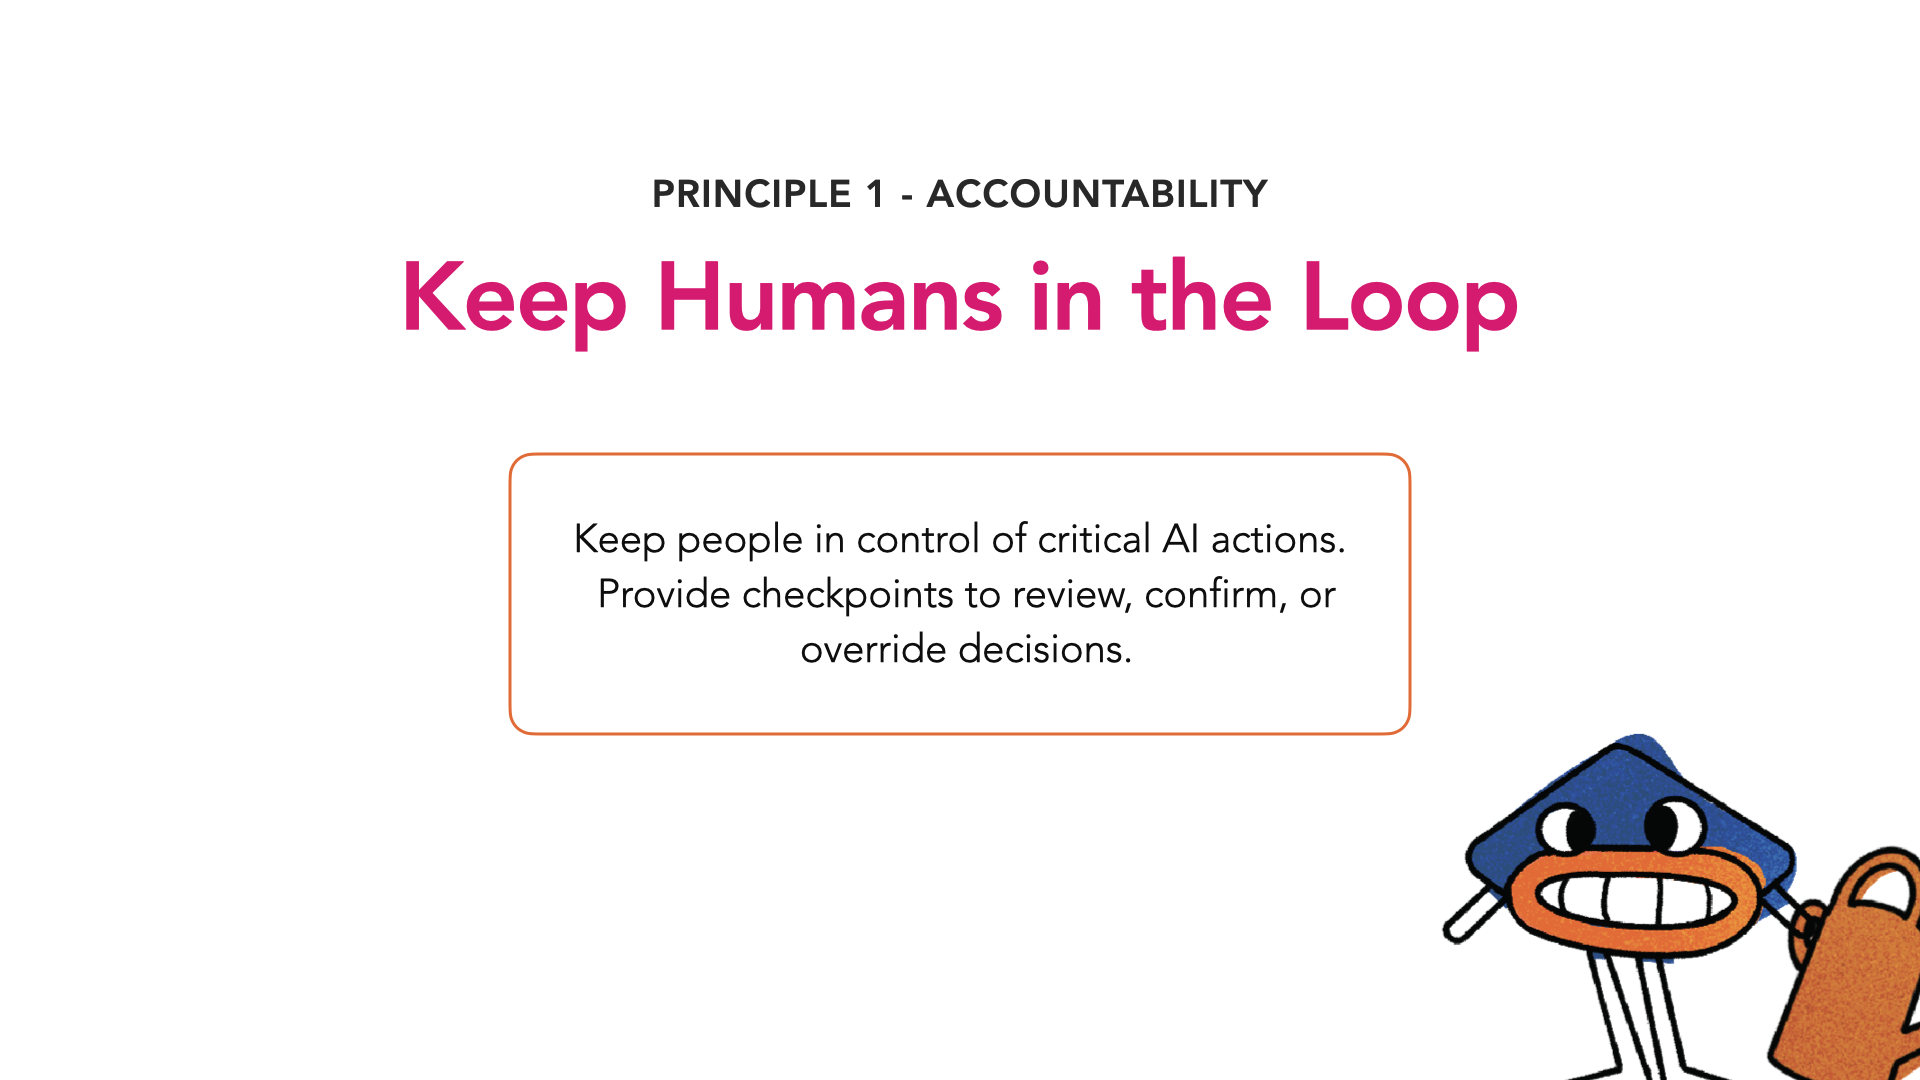 PRINCIPLE 1 - ACCOUNTABILITY
Keep Humans in the Loop
Keep people in control of critical AI actions.
Provide checkpoints to review, confirm, or
override decisions.